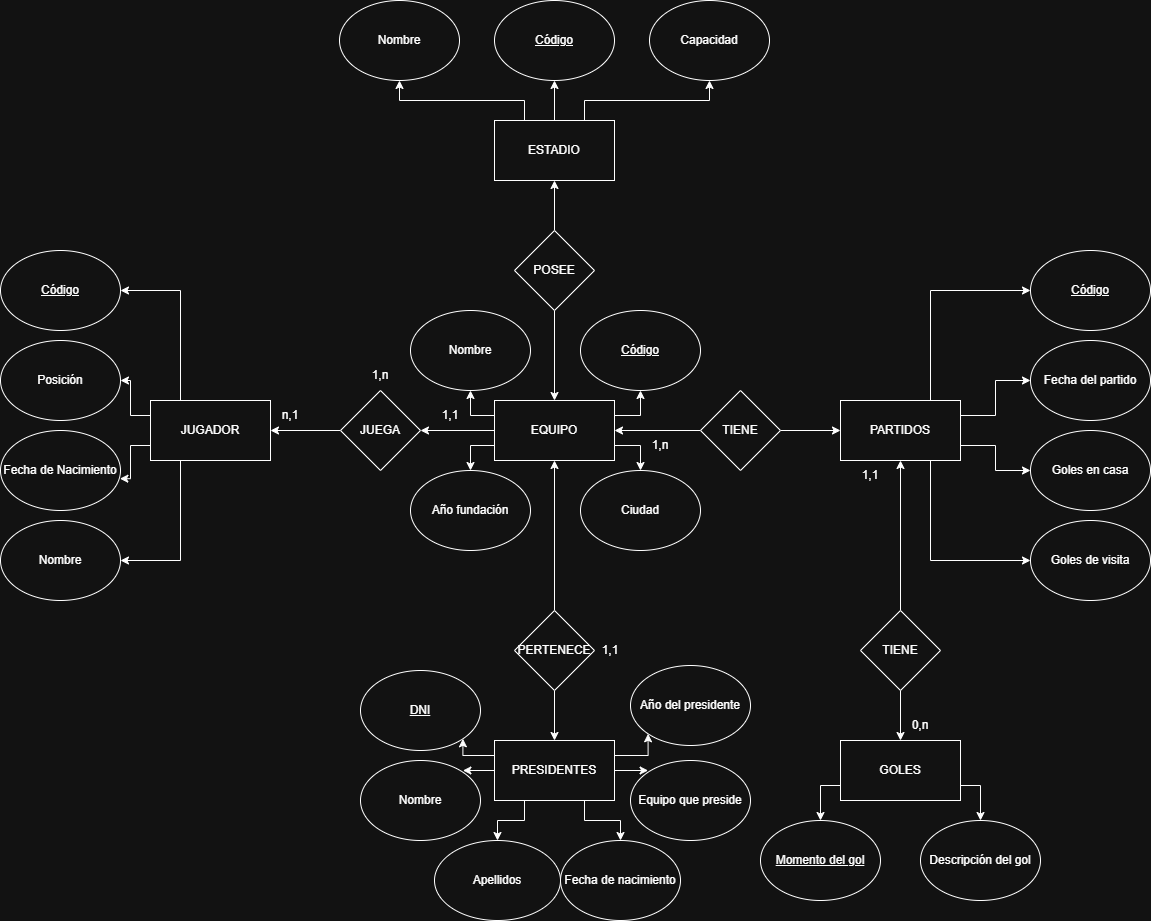 Nombre
Código
Capacidad
ESTADIO
POSEE
Código
Nombre
Código
Código
Posición
1,n
Fecha del partido
n,1
1,1
JUGADOR
JUEGA
EQUIPO
TIENE
PARTIDOS
1,n
Fecha de Nacimiento
1,1
Goles en casa
Año fundación
Ciudad
Nombre
Goles de visita
PERTENECE
1,1
TIENE
DNI
Año del presidente
0,n
PRESIDENTES
GOLES
Nombre
Equipo que preside
Momento del gol
Descripción del gol
Apellidos
Fecha de nacimiento